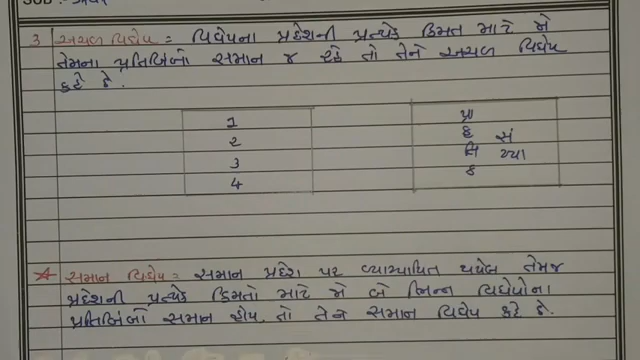 3 અચળ વિધેય = વિધેયના પ્રદેશની પ્રત્યેક કિંમત માટે જો
તેમના પ્રતિબિંબો સમાન જ રહે તો તેને અચળ વિધેય
કહે છે.
1
2
3
4
પ્રા
કૃ સં
તિ ખ્યા
ક
સમાન વિધેય = સમાન પ્રદેશ પર વ્યાખ્યાયિત થયેલ તેમજ
પ્રદેશની પ્રત્યેક કિંમતો માટે જો બે ભિન્ન વિધેયોના
પ્રતિબિંબો સમાન હોય તો તેને સમાન વિધેય કહે છે.